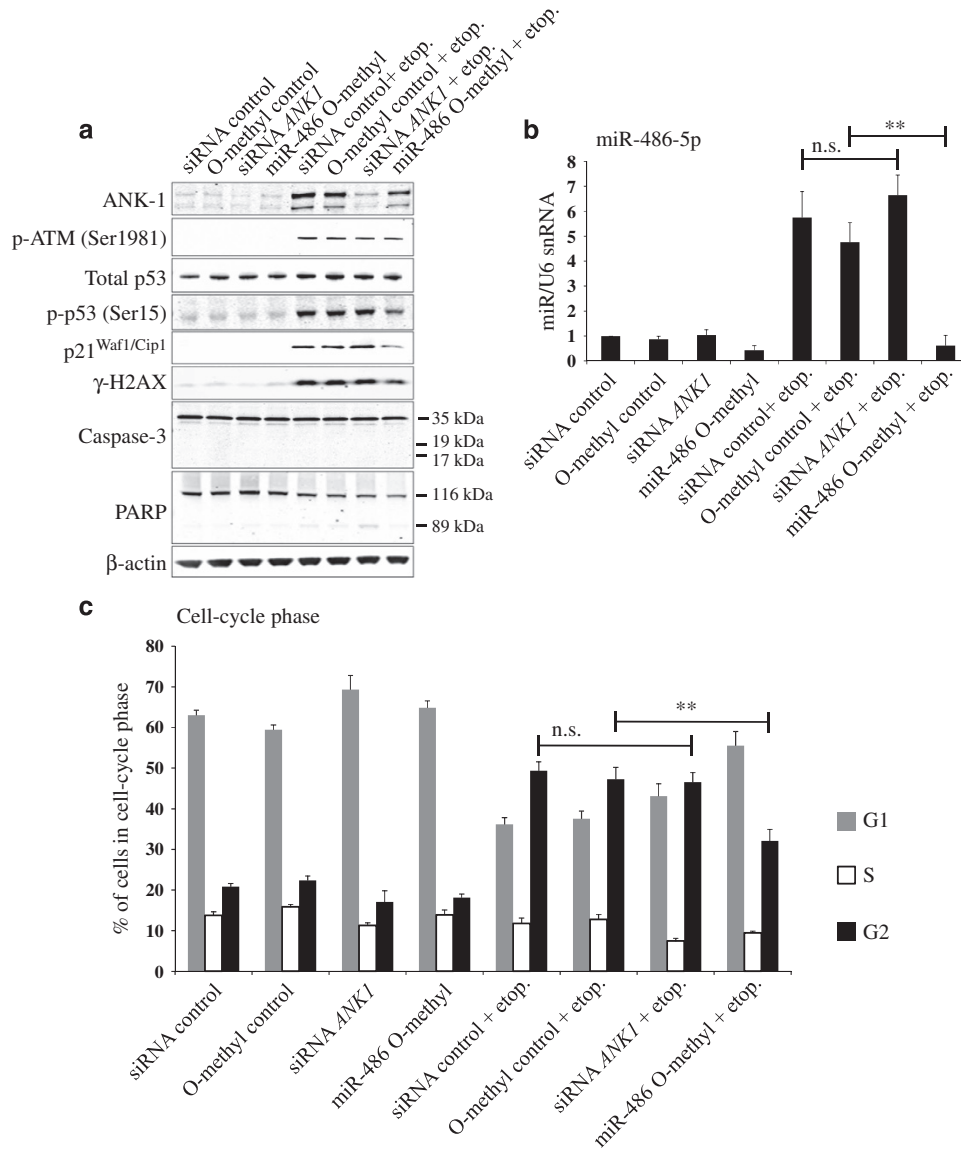 a
siRNA control
O-methyl control
siRNA ANK1
miR-486 O-methyl
siRNA control+ etop.
O-methyl control + etop.
siRNA ANK1 + etop.
miR-486 O-methyl + etop.
ANK-1
p-ATM (Ser1981)
Total p53
p-p53 (Ser15)
p21Waf1/Cip1
γ-H2AX
Caspase-3
35 kDa
19 kDa
17 kDa
PARP
116 kDa
89 kDa
β-actin
b
miR-486-5p
**
n.s.
miR/U6 snRNA
8
7
6
5
4
3
2
1
0
siRNA control
O-methyl control
siRNA ANK1
miR-486 O-methyl
siRNA control+ etop.
O-methyl control + etop.
siRNA ANK1 + etop.
miR-486 O-methyl + etop.
c
Cell-cycle phase
% of cells in cell-cycle phase
80
70
60
50
40
30
20
10
0
**
n.s.
G1
S
G2
siRNA control
O-methyl control
siRNA ANK1
miR-486 O-methyl
siRNA control + etop.
O-methyl control + etop.
siRNA ANK1 + etop.
miR-486 O-methyl + etop.